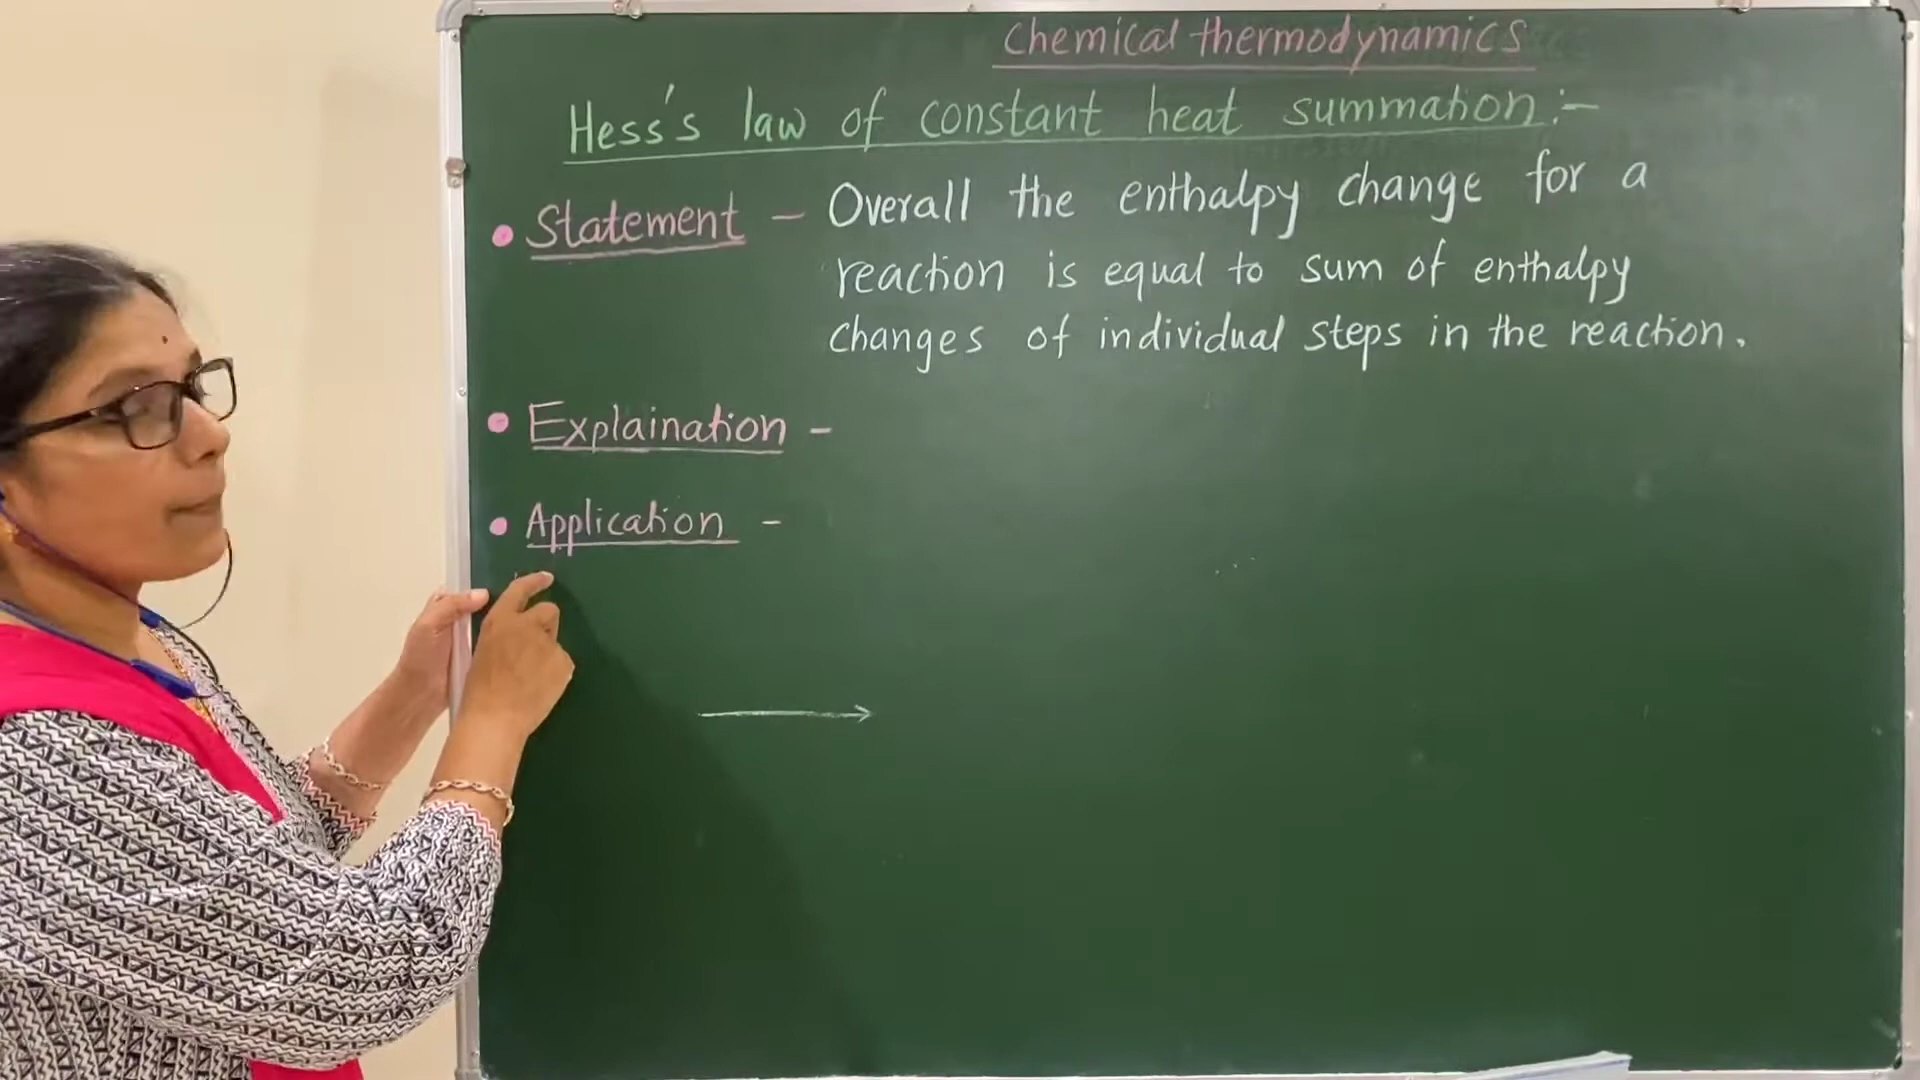 Chemical thermodynamics
Hess's law of constant heat summation :-
• Statement - Overall the enthalpy change for a
reaction is equal to sum of enthalpy
changes of individual steps in the reaction.
• Explaination -
• Application -